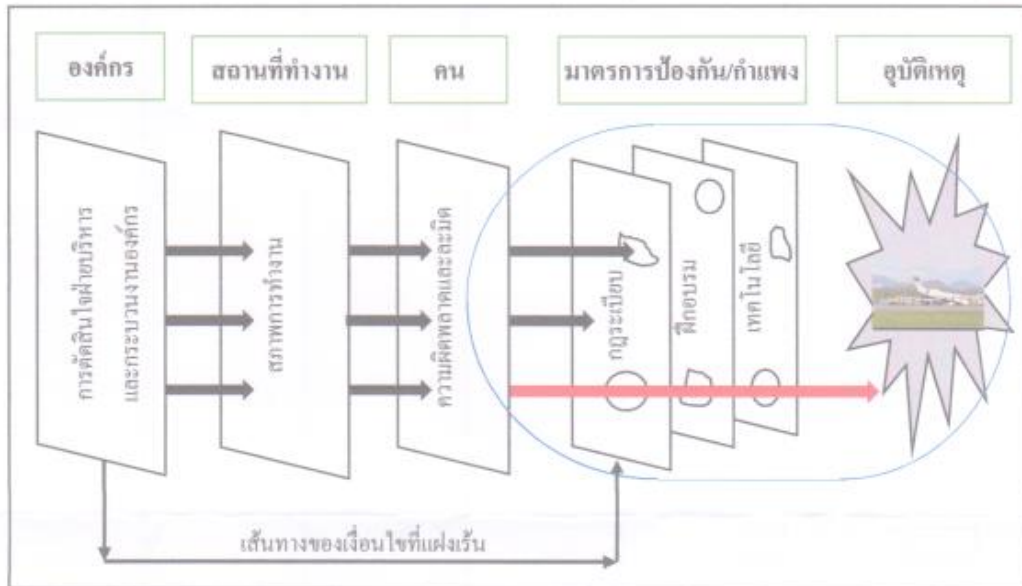 องค์กร
สถานที่ทำงาน
คน
มาตรการป้องกัน/กำแพง
อุบัติเหตุ
การตัดสินใจฝ่ายบริหาร
และกระบวนงานองค์กร
สภาพการทำงาน
ความผิดพลาดและละเมิด
กฎระเบียบ
ฝึกอบรม
เทคโนโลยี
เส้นทางของเงื่อนไขที่แฝงเร้น